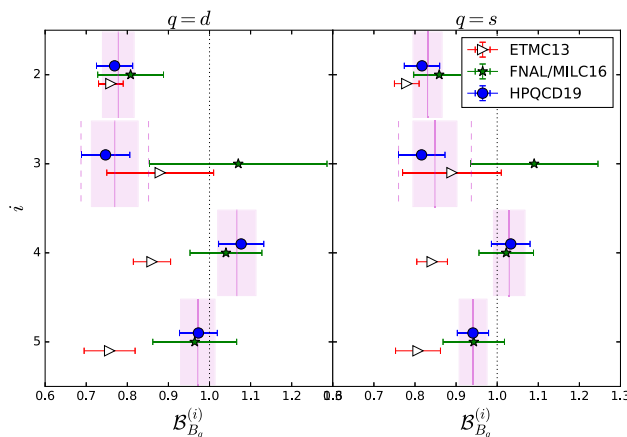 q = d
q = s
ETMC13
FNAL/MILC16
HPQCD19
2
3
4
5
i
0.6 0.7 0.8 0.9 1.0 1.1 1.2 1.3
0.6 0.7 0.8 0.9 1.0 1.1 1.2 1.3
B_{B_q}^{(i)}
B_{B_q}^{(i)}